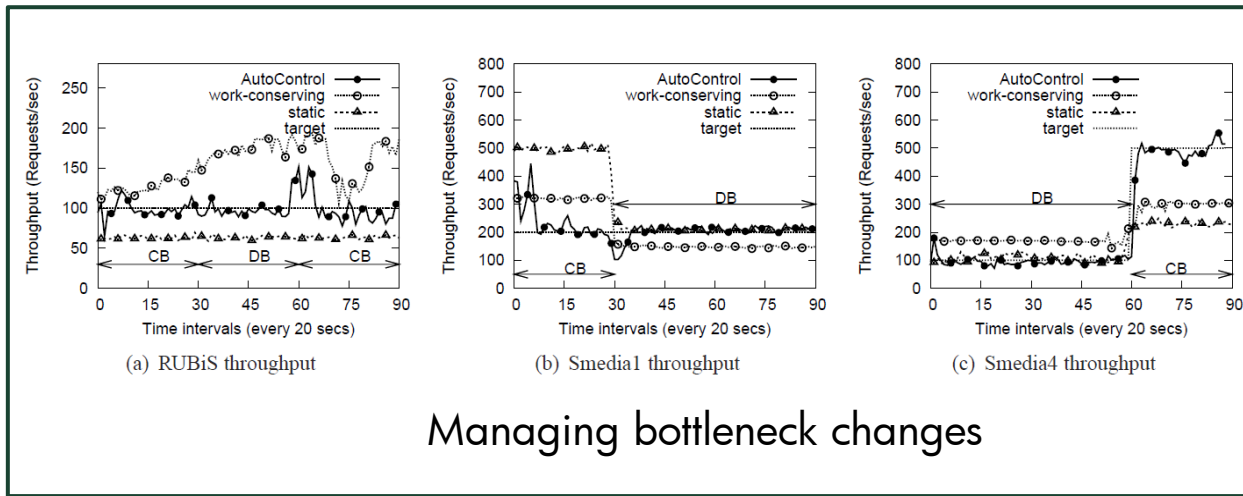 AutoControl
work-conserving
static
target
Throughput (Requests/sec)
250
200
150
100
50
0
CB
DB
CB
0 15 30 45 60 75 90
Time intervals (every 20 secs)
(a) RUBiS throughput
AutoControl
work-conserving
static
target
Throughput (Requests/sec)
800
700
600
500
400
300
200
100
0
DB
CB
0 15 30 45 60 75 90
Time intervals (every 20 secs)
(b) Smedia1 throughput
AutoControl
work-conserving
static
target
Throughput (Requests/sec)
800
700
600
500
400
300
200
100
0
DB
CB
0 15 30 45 60 75 90
Time intervals (every 20 secs)
(c) Smedia4 throughput
Managing bottleneck changes